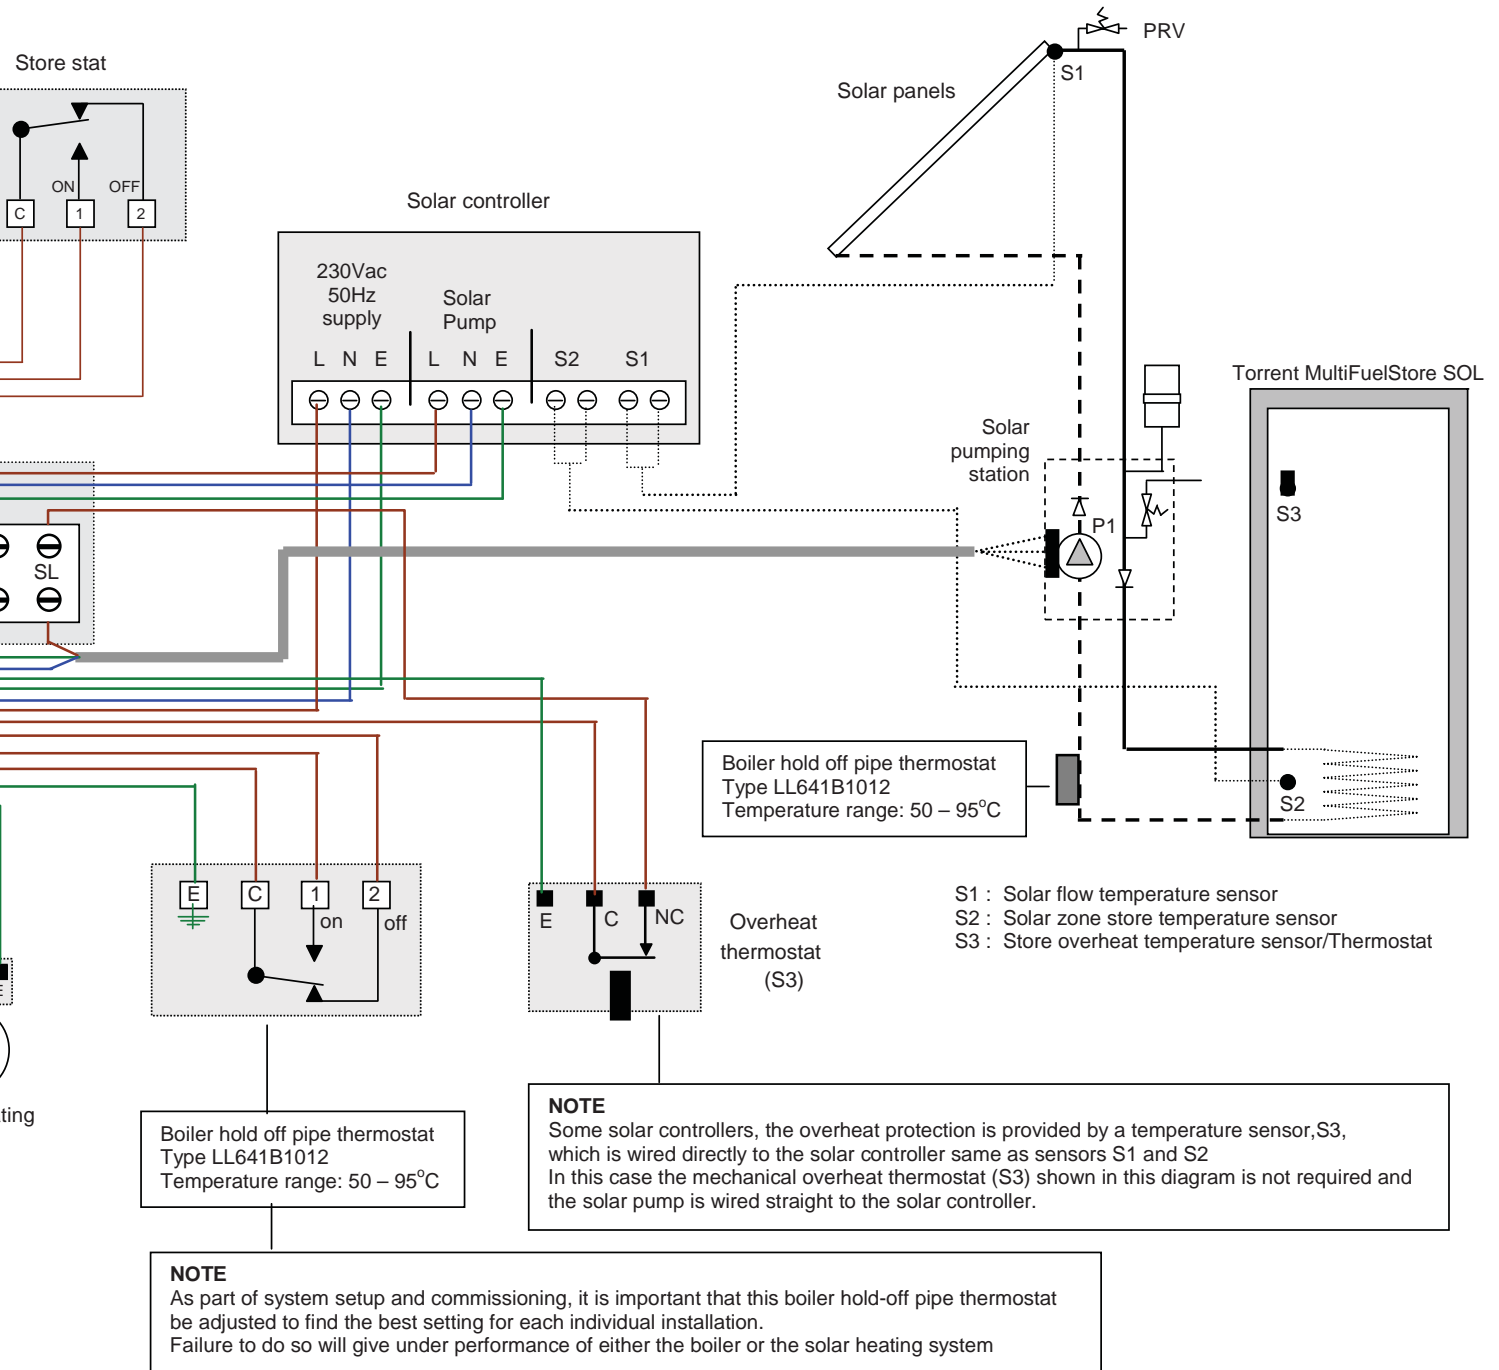 PRV
Store stat
S1
Solar panels
ON OFF
C 1 2
Solar controller
230Vac
50Hz
supply
Solar
Pump
L N E L N E S2 S1
Torrent MultiFuelStore SOL
Solar
pumping
station
S3
P1
SL
Boiler hold off pipe thermostat
Type LL641B1012
Temperature range: 50 – 95°C
S2
E C 1 2
on off
E C NC
Overheat
thermostat
(S3)
S1 : Solar flow temperature sensor
S2 : Solar zone store temperature sensor
S3 : Store overheat temperature sensor/Thermostat
E
ting
Boiler hold off pipe thermostat
Type LL641B1012
Temperature range: 50 – 95°C
NOTE
Some solar controllers, the overheat protection is provided by a temperature sensor,S3,
which is wired directly to the solar controller same as sensors S1 and S2
In this case the mechanical overheat thermostat (S3) shown in this diagram is not required and
the solar pump is wired straight to the solar controller.
NOTE
As part of system setup and commissioning, it is important that this boiler hold-off pipe thermostat
be adjusted to find the best setting for each individual installation.
Failure to do so will give under performance of either the boiler or the solar heating system